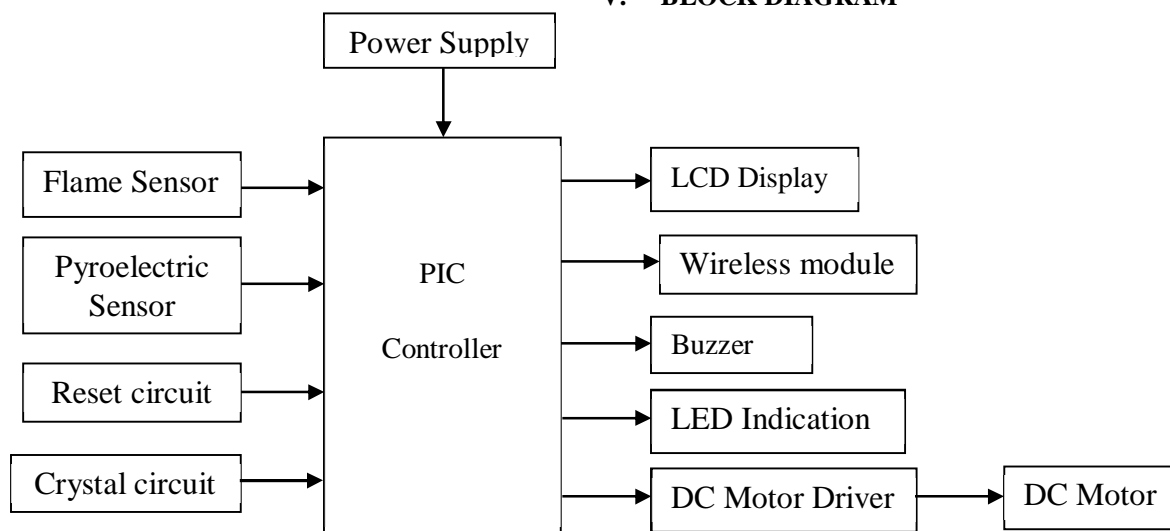 V. BLOCK DIAGRAM
Power Supply
Flame Sensor
Pyroelectric
Sensor
Reset circuit
Crystal circuit
PIC
Controller
LCD Display
Wireless module
Buzzer
LED Indication
DC Motor Driver
DC Motor